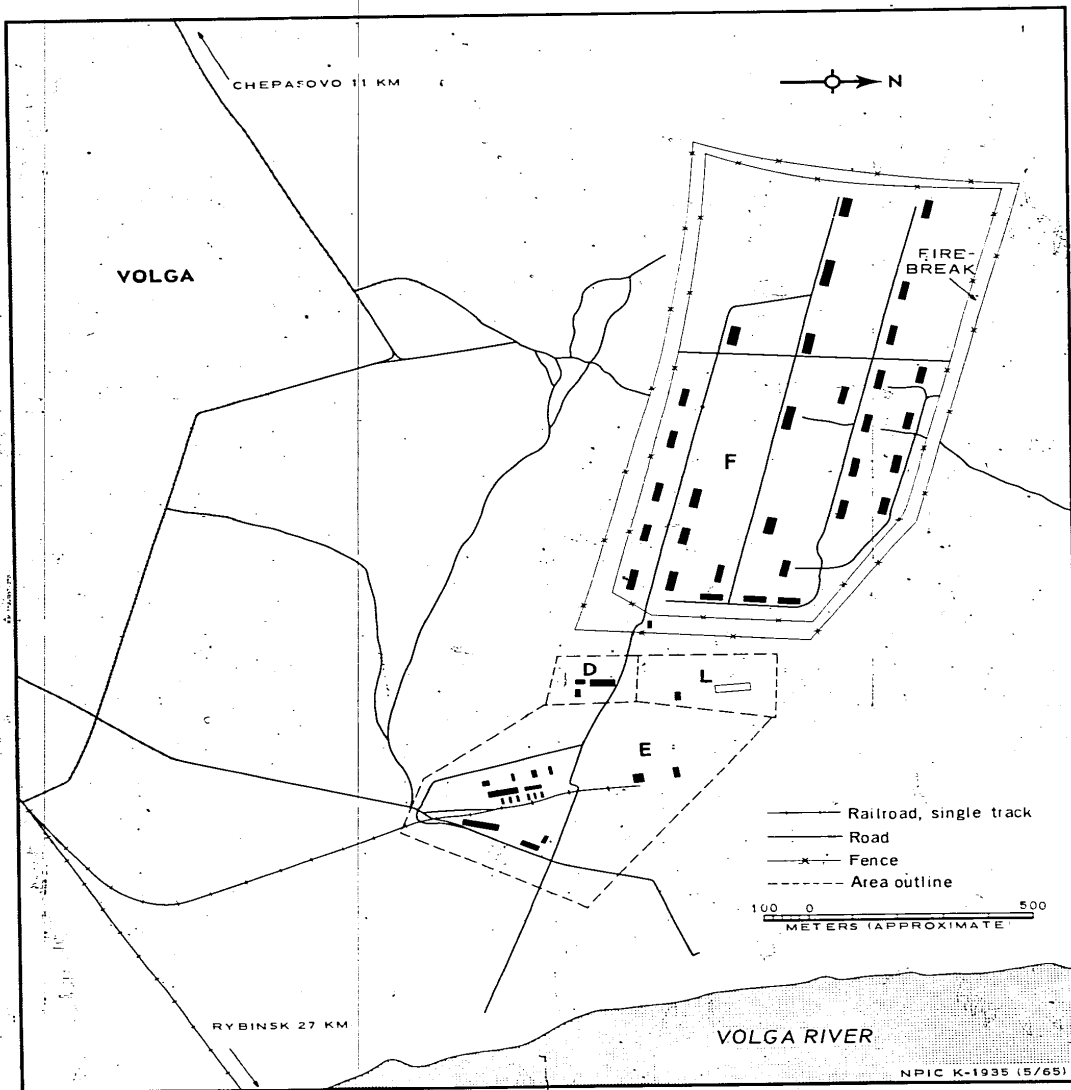 CHEPASOVO 11 KM
N
VOLGA
FIRE-
BREAK
F
D
L
E
Railroad, single track
Road
Fence
Area outline
100 0 500
METERS (APPROXIMATE)
RYBINSK 27 KM
VOLGA RIVER
NPIC K-1935 (5/65)